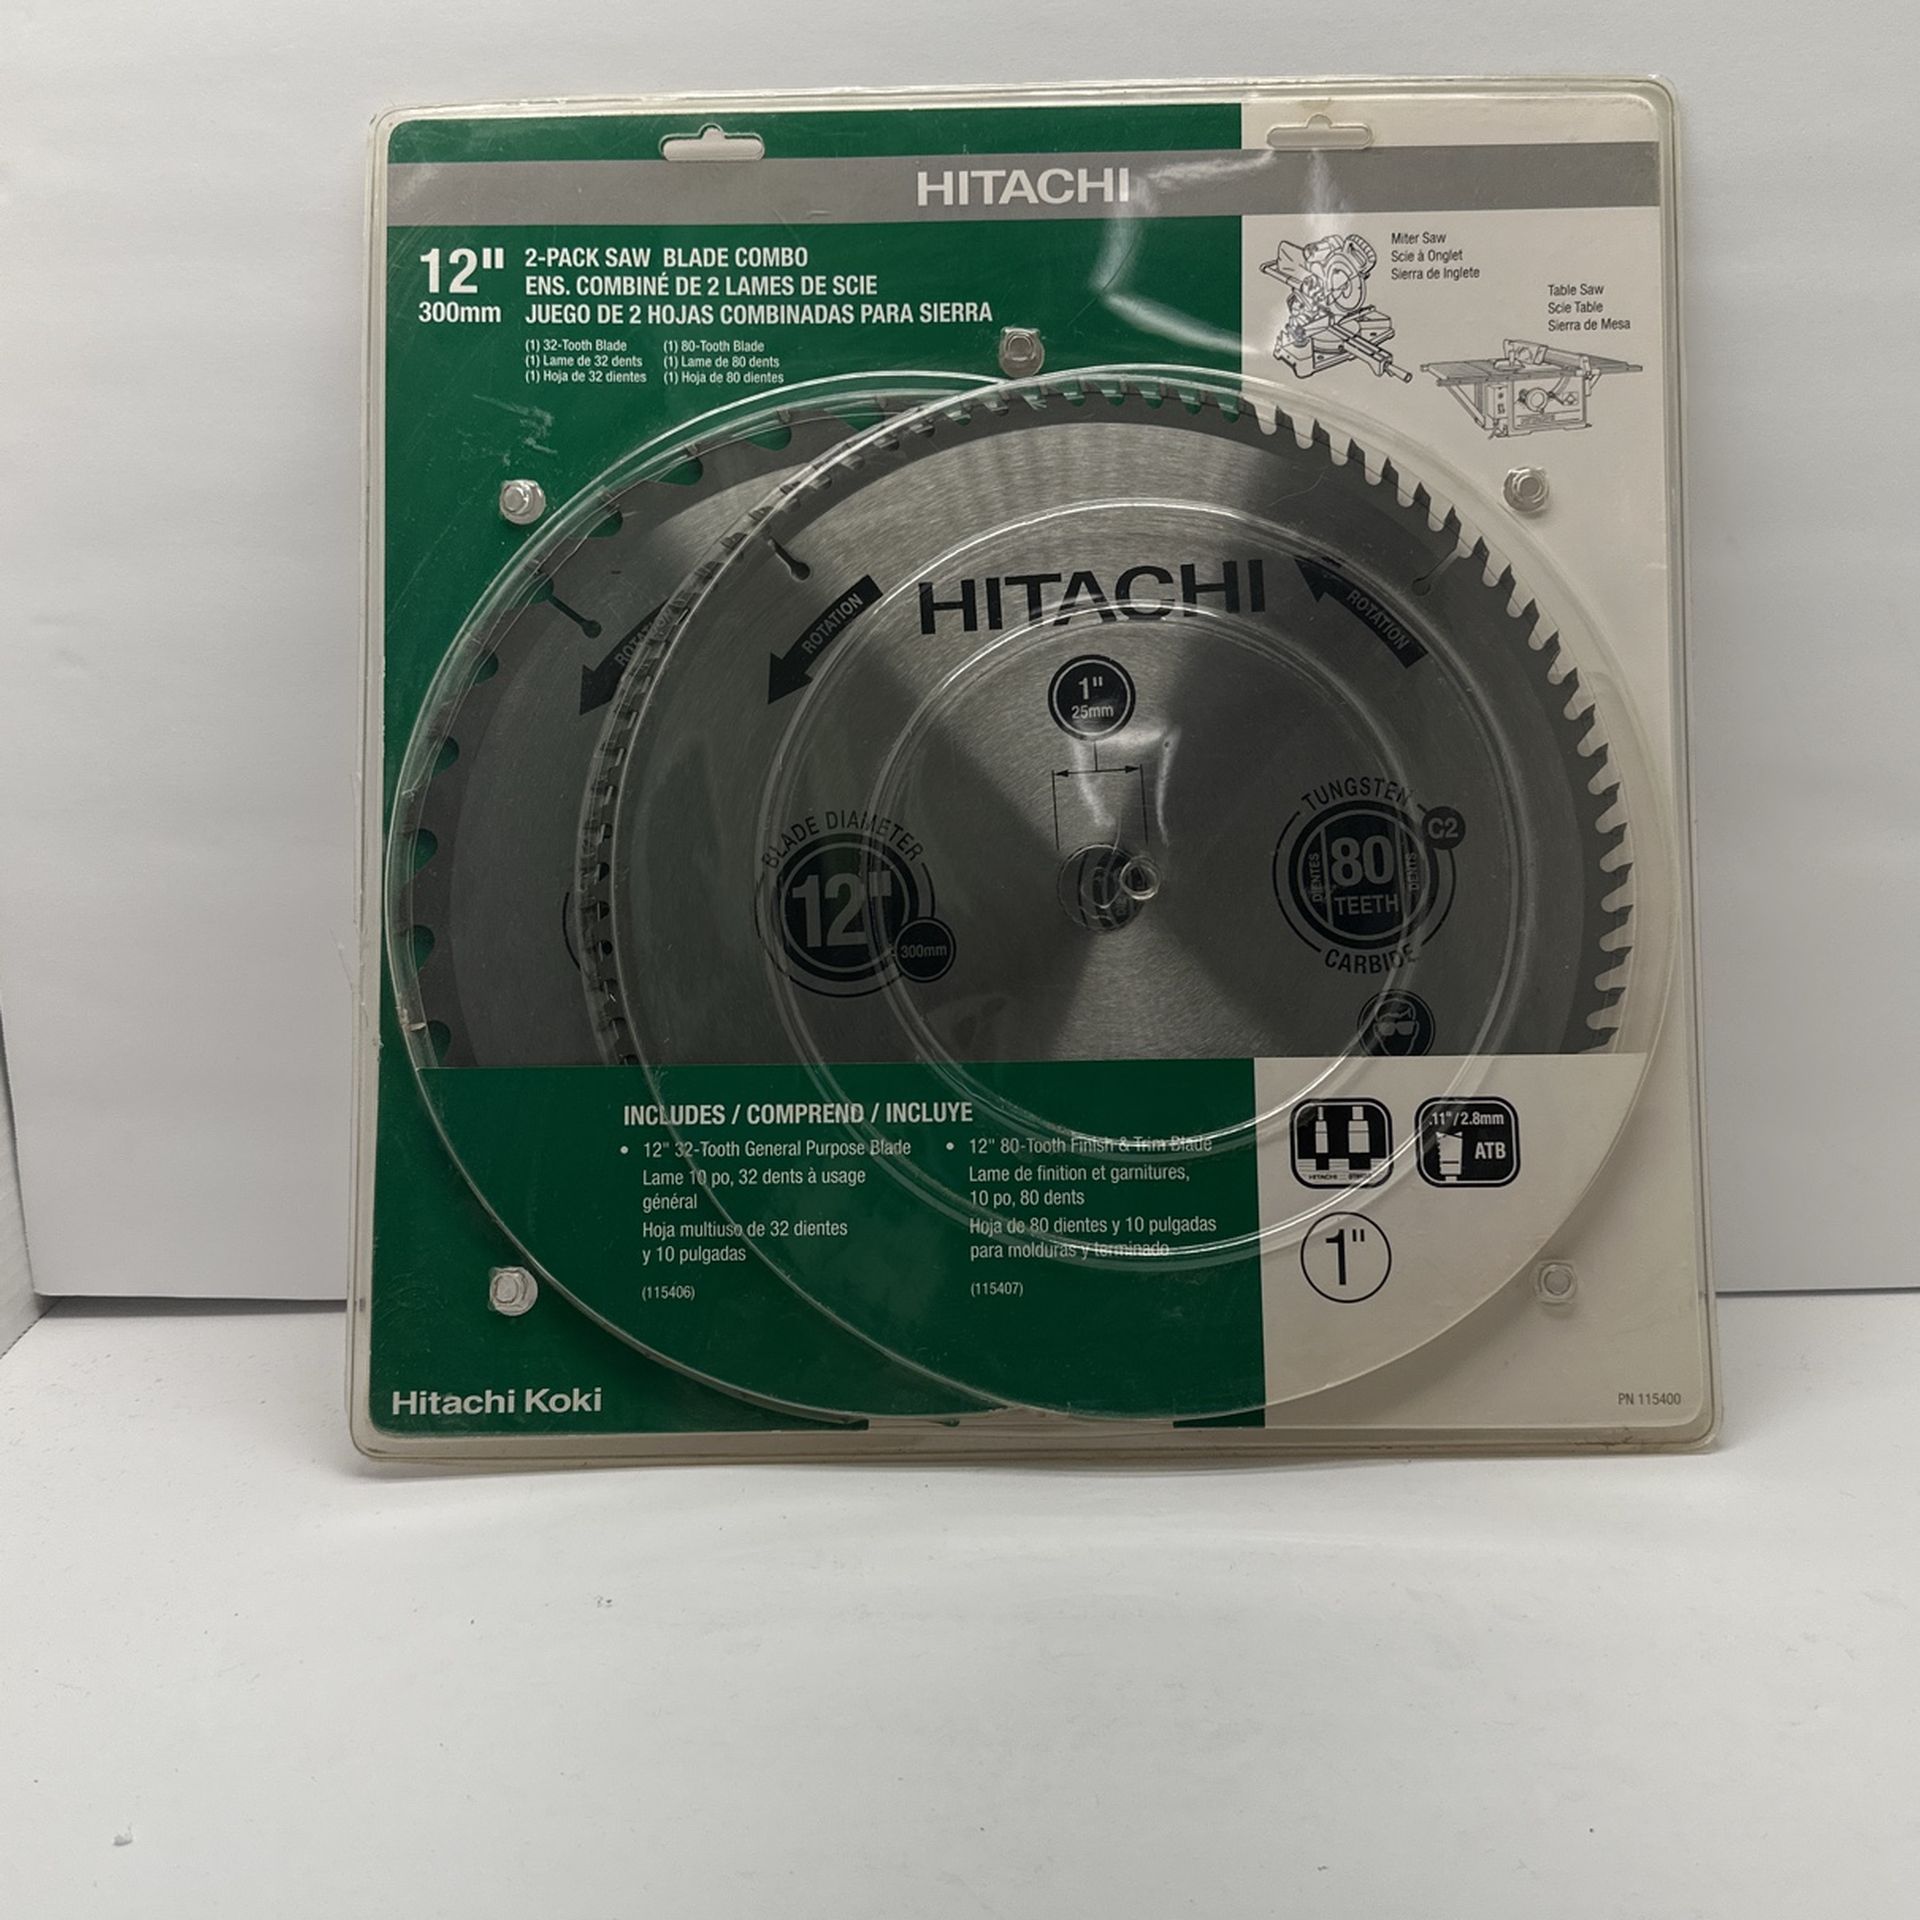 HITACHI
12"
300mm
2-PACK SAW BLADE COMBO
ENS. COMBINÉ DE 2 LAMES DE SCIE
JUEGO DE 2 HOJAS COMBINADAS PARA SIERRA
(1) 32-Tooth Blade
(1) Lame de 32 dents
(1) Hoja de 32 dientes
(1) 80-Tooth Blade
(1) Lame de 80 dents
(1) Hoja de 80 dientes
Miter Saw
Scie à Onglet
Sierra de Inglete
Table Saw
Scie Table
Sierra de Mesa
ROTATION
HITACHI
ROTATION
1"
25mm
BLADE DIAMETER
12"
300mm
TUNGSTEN
C2
DIENTES
80
TEETH
DENTS
CARBIDE
INCLUDES / COMPREND / INCLUYE
• 12" 32-Tooth General Purpose Blade
Lame 10 po, 32 dents à usage
général
Hoja multiuso de 32 dientes
y 10 pulgadas
(115406)
• 12" 80-Tooth Finish & Trim Blade
Lame de finition et garnitures,
10 po, 80 dents
Hoja de 80 dientes y 10 pulgadas
para molduras y terminado
(115407)
HITACHI
.11"/2.8mm
ATB
1"
Hitachi Koki
PN 115400